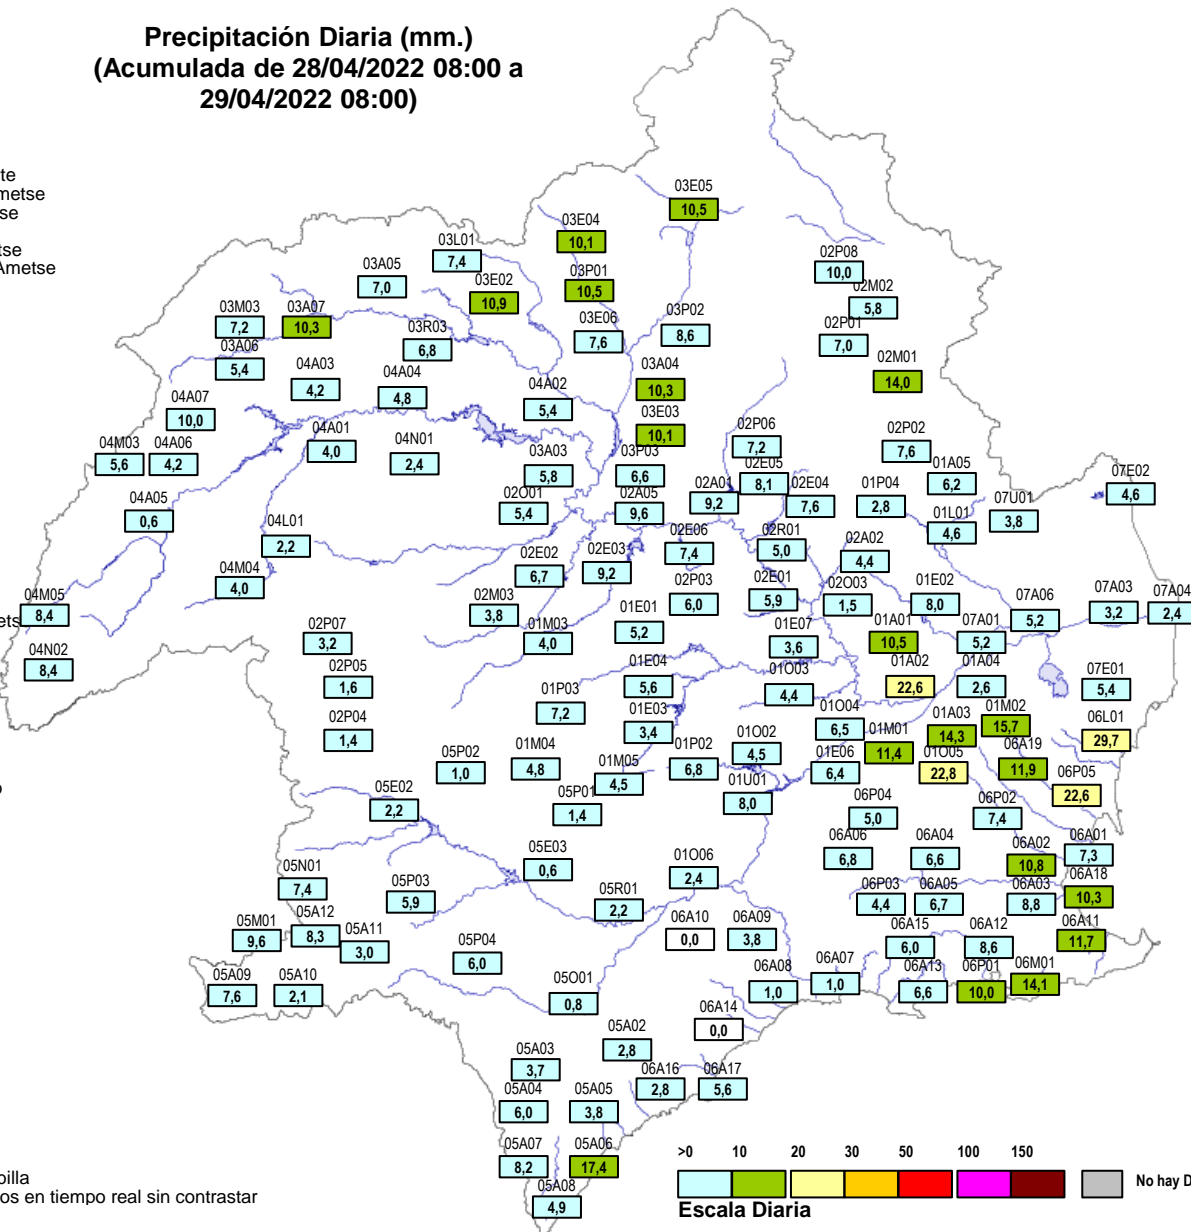 Precipitación Diaria (mm.)
(Acumulada de 28/04/2022 08:00 a
29/04/2022 08:00)
03E05
10,5
03E04
10,1
03L01
7,4
03A05
7,0
03E02
10,9
03P01
10,5
02P08
10,0
02M02
5,8
03M03
7,2
03A07
10,3
03R03
6,8
03E06
7,6
03P02
8,6
02P01
7,0
03A06
5,4
04A03
4,2
04A04
4,8
04A02
5,4
03A04
10,3
02M01
14,0
04A07
10,0
03E03
10,1
04M03
5,6
04A06
4,2
04A01
4,0
04N01
2,4
03A03
5,8
03P03
6,6
02P06
7,2
02E05
8,1
02P02
7,6
01A05
6,2
07E02
4,6
04A05
0,6
02O01
5,4
02A05
9,6
02A01
9,2
02E04
7,6
01P04
2,8
01L01
4,6
07U01
3,8
04L01
2,2
02E06
7,4
02R01
5,0
02A02
4,4
04M04
4,0
02E02
6,7
02E03
9,2
02P03
6,0
02E01
5,9
02O03
1,5
01E02
8,0
07A06
5,2
07A03
3,2
07A04
2,4
04M05
8,4
02M03
3,8
01M03
4,0
01E01
5,2
01E07
3,6
01A01
10,5
07A01
5,2
04N02
8,4
02P07
3,2
02P05
1,6
01E04
5,6
01O03
4,4
01A02
22,6
01A04
2,6
07E01
5,4
02P04
1,4
01P03
7,2
01E03
3,4
01O04
6,5
01A03
14,3
01M02
15,7
06L01
29,7
05P02
1,0
01M04
4,8
01M05
4,5
01P02
6,8
01O02
4,5
01E06
6,4
01M01
11,4
01O05
22,8
06A19
11,9
06P05
22,6
05E02
2,2
05P01
1,4
01U01
8,0
06P04
5,0
06P02
7,4
05E03
0,6
01O06
2,4
06A06
6,8
06A04
6,6
06A02
10,8
06A01
7,3
05N01
7,4
05P03
5,9
05R01
2,2
06P03
4,4
06A05
6,7
06A03
8,8
06A18
10,3
05M01
9,6
05A12
8,3
05A11
3,0
05P04
6,0
06A10
0,0
06A09
3,8
06A15
6,0
06A12
8,6
06A11
11,7
05A09
7,6
05A10
2,1
05O01
0,8
06A08
1,0
06A07
1,0
06A13
6,6
06P01
10,0
06M01
14,1
06A14
0,0
05A02
2,8
05A03
3,7
06A16
2,8
06A17
5,6
05A04
6,0
05A05
3,8
05A07
8,2
05A06
17,4
05A08
4,9
>0 10 20 30 50 100 150
No hay D
Escala Diaria
os en tiempo real sin contrastar